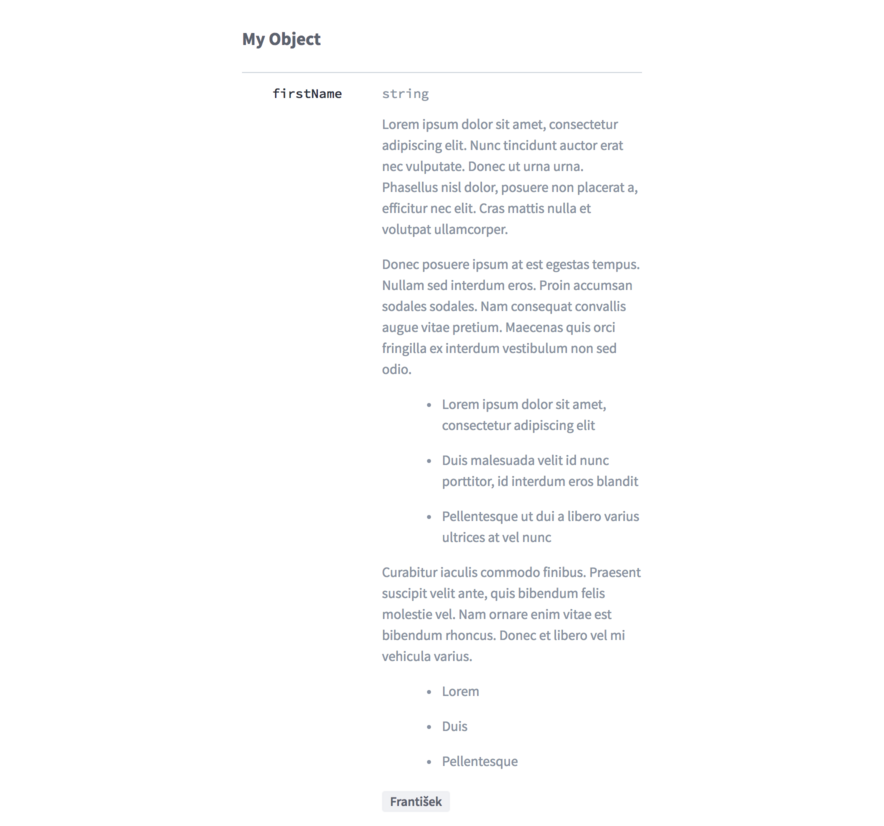 My Object
firstName
string
Lorem ipsum dolor sit amet, consectetur
adipiscing elit. Nunc tincidunt auctor erat
nec vulputate. Donec ut urna urna.
Phasellus nisl dolor, posuere non placerat a,
efficitur nec elit. Cras mattis nulla et
volutpat ullamcorper.
Donec posuere ipsum at est egestas tempus.
Nullam sed interdum eros. Proin accumsan
sodales sodales. Nam consequat convallis
augue vitae pretium. Maecenas quis orci
fringilla ex interdum vestibulum non sed
odio.
• Lorem ipsum dolor sit amet,
consectetur adipiscing elit
• Duis malesuada velit id nunc
porttitor, id interdum eros blandit
• Pellentesque ut dui a libero varius
ultrices at vel nunc
Curabitur iaculis commodo finibus. Praesent
suscipit velit ante, quis bibendum felis
molestie vel. Nam ornare enim vitae est
bibendum rhoncus. Donec et libero vel mi
vehicula varius.
• Lorem
• Duis
• Pellentesque
František